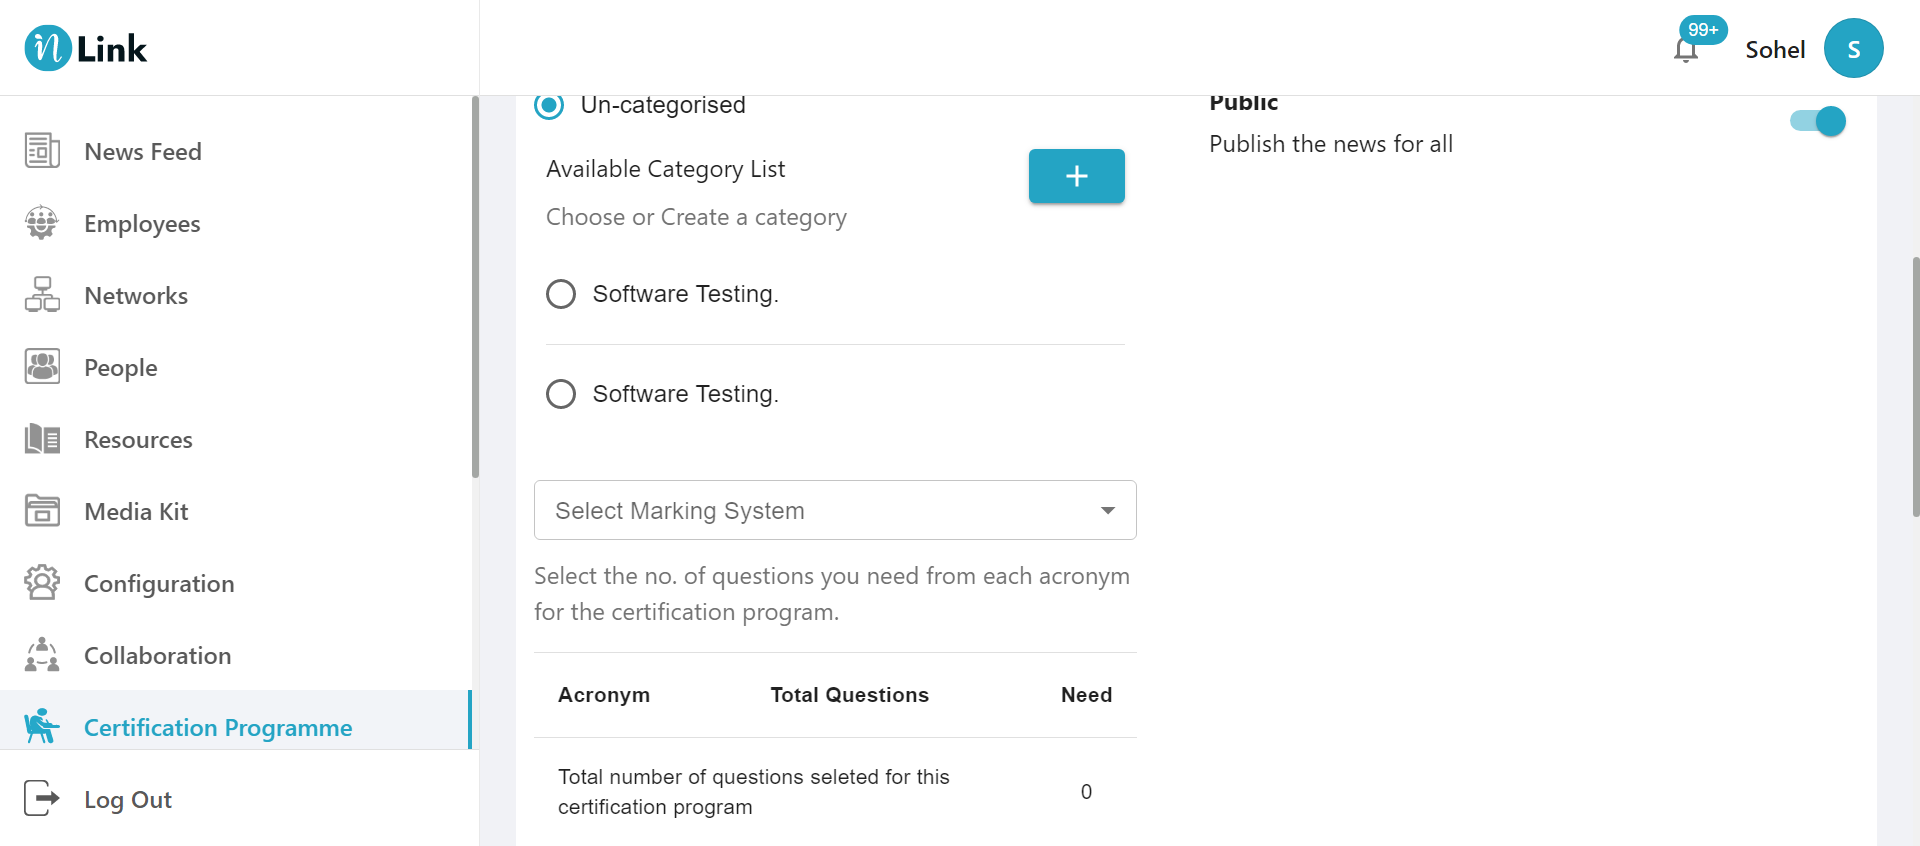 n Link
99+
Sohel
S
News Feed
Employees
Networks
People
Resources
Media Kit
Configuration
Collaboration
Certification Programme
Log Out
Un-categorised
Available Category List
+
Choose or Create a category
Software Testing.
Software Testing.
Select Marking System
Select the no. of questions you need from each acronym
for the certification program.
Acronym Total Questions Need
Total number of questions seleted for this
certification program
0
Public
Publish the news for all